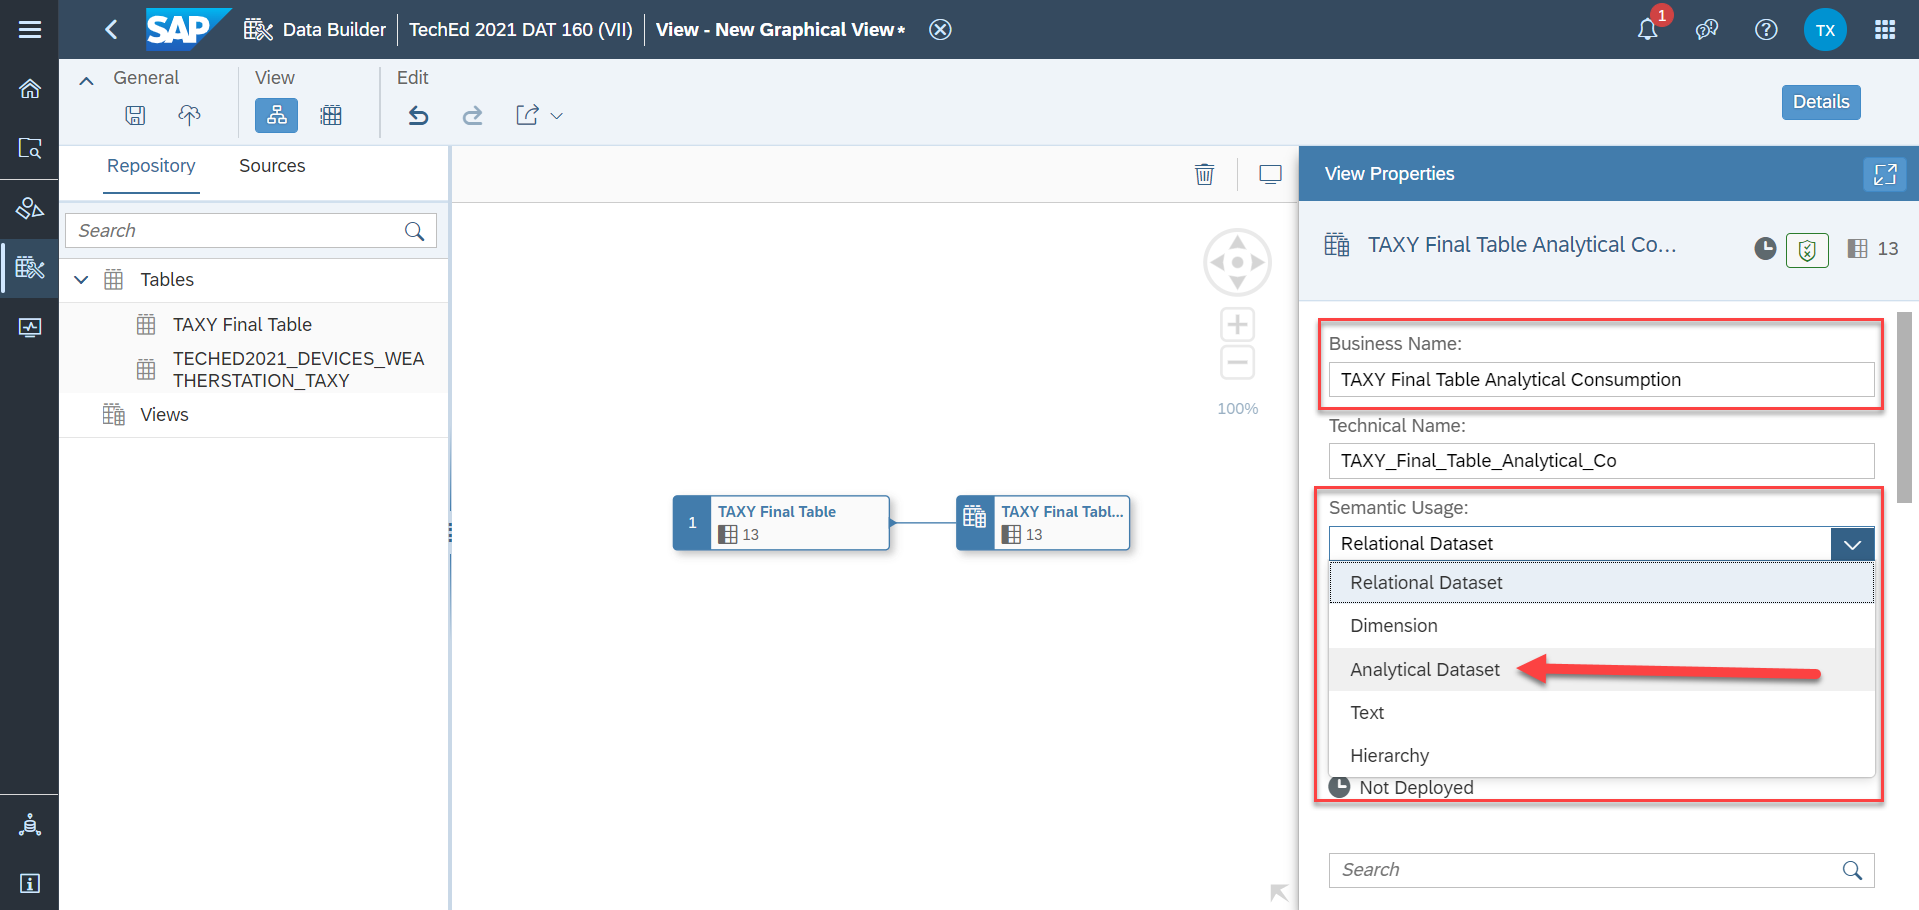 SAP Data Builder TechEd 2021 DAT 160 (VII) View - New Graphical View* 1 TX
General View Edit
Details
Repository Sources
Search
Tables
TAXY Final Table
TECHED2021_DEVICES_WEA
THERSTATION_TAXY
Views
100%
1 TAXY Final Table
13
TAXY Final Tabl...
13
View Properties
TAXY Final Table Analytical Co... 13
Business Name:
TAXY Final Table Analytical Consumption
Technical Name:
TAXY_Final_Table_Analytical_Co
Semantic Usage:
Relational Dataset
Relational Dataset
Dimension
Analytical Dataset
Text
Hierarchy
Not Deployed
Search